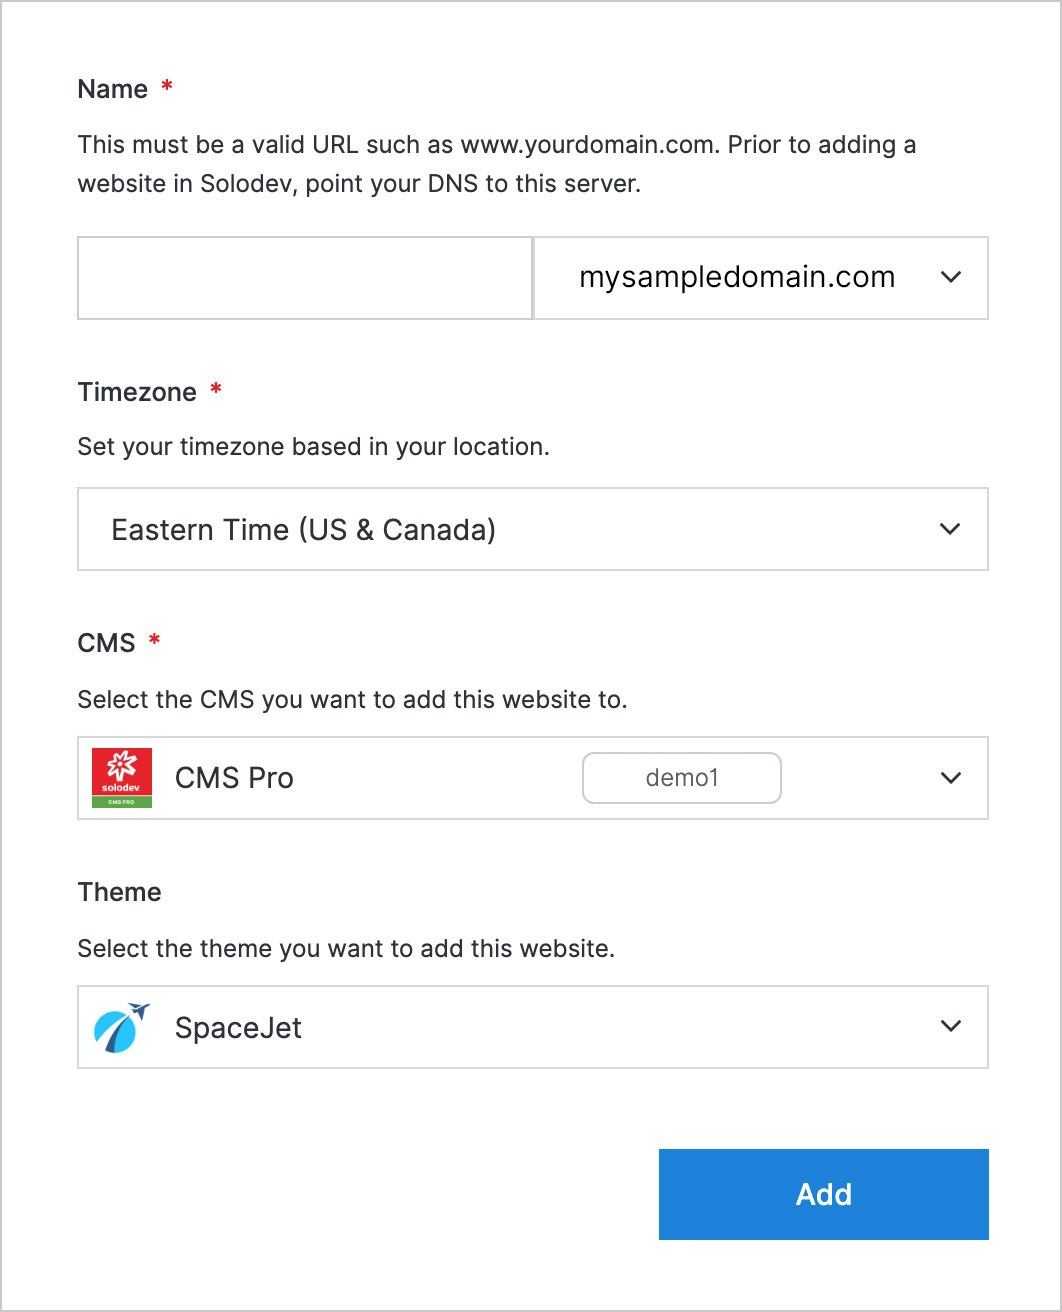 Name *
This must be a valid URL such as www.yourdomain.com. Prior to adding a
website in Solodev, point your DNS to this server.
mysampledomain.com
Timezone *
Set your timezone based in your location.
Eastern Time (US & Canada)
CMS *
Select the CMS you want to add this website to.
solodev
CMS PRO
CMS Pro
demo1
Theme
Select the theme you want to add this website.
SpaceJet
Add